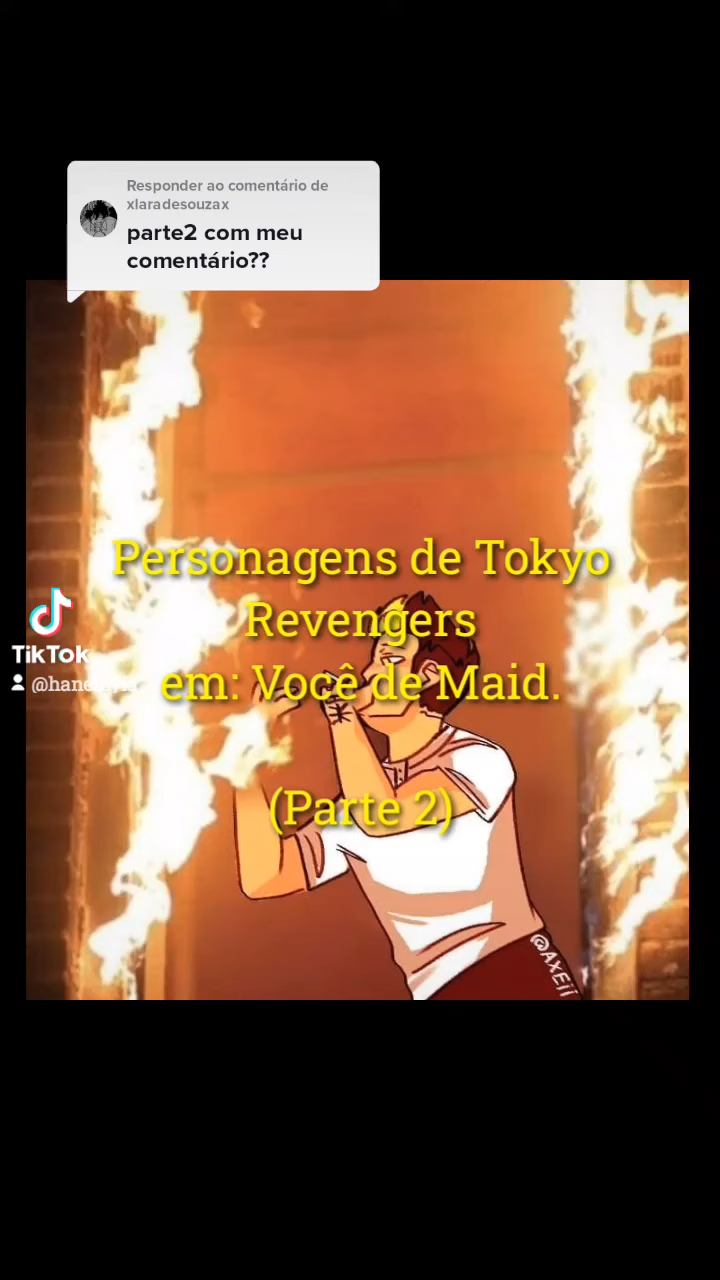 Responder ao comentário de
xlaradesouzax
parte2 com meu
comentário??
Personagens de Tokyo
Revengers
em: Você de Maid.
(Parte 2)
TikTok
@AXEii